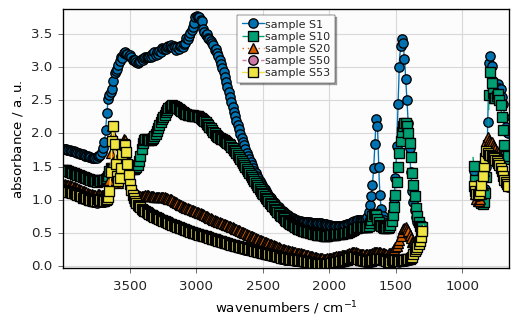 sample S1
sample S10
sample S20
sample S50
sample S53
absorbance / a. u.
3.5
3.0
2.5
2.0
1.5
1.0
0.5
0.0
3500 3000 2500 2000 1500 1000
wavenumbers / cm⁻¹